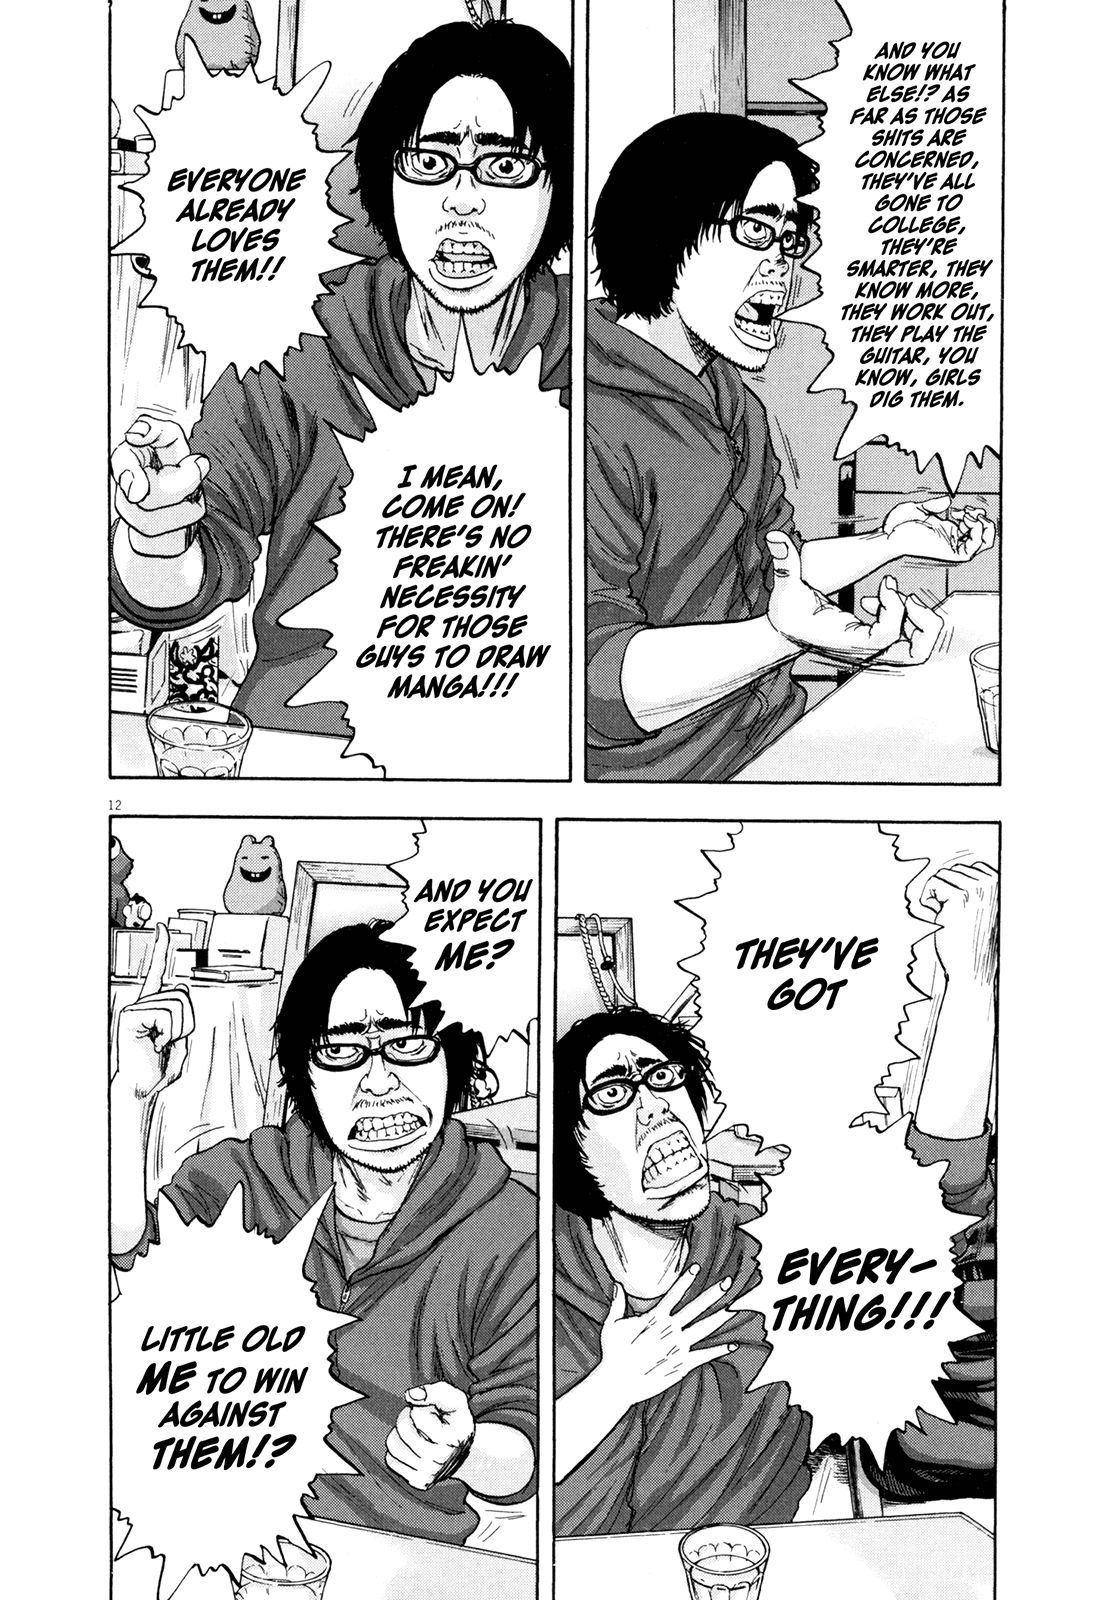 AND YOU
KNOW WHAT
ELSE!? AS
FAR AS THOSE
SHITS ARE
CONCERNED,
THEY'VE ALL
GONE TO
COLLEGE,
THEY'RE
SMARTER, THEY
KNOW MORE,
THEY WORK OUT,
THEY PLAY THE
GUITAR, YOU
KNOW, GIRLS
DIG THEM.
EVERYONE
ALREADY
LOVES
THEM!!
I MEAN,
COME ON!
THERE'S NO
FREAKIN'
NECESSITY
FOR THOSE
GUYS TO DRAW
MANGA!!!
12
THEY'VE
GOT
EVERY-
THING!!!
AND YOU
EXPECT
ME?
LITTLE OLD
ME TO WIN
AGAINST
THEM!?